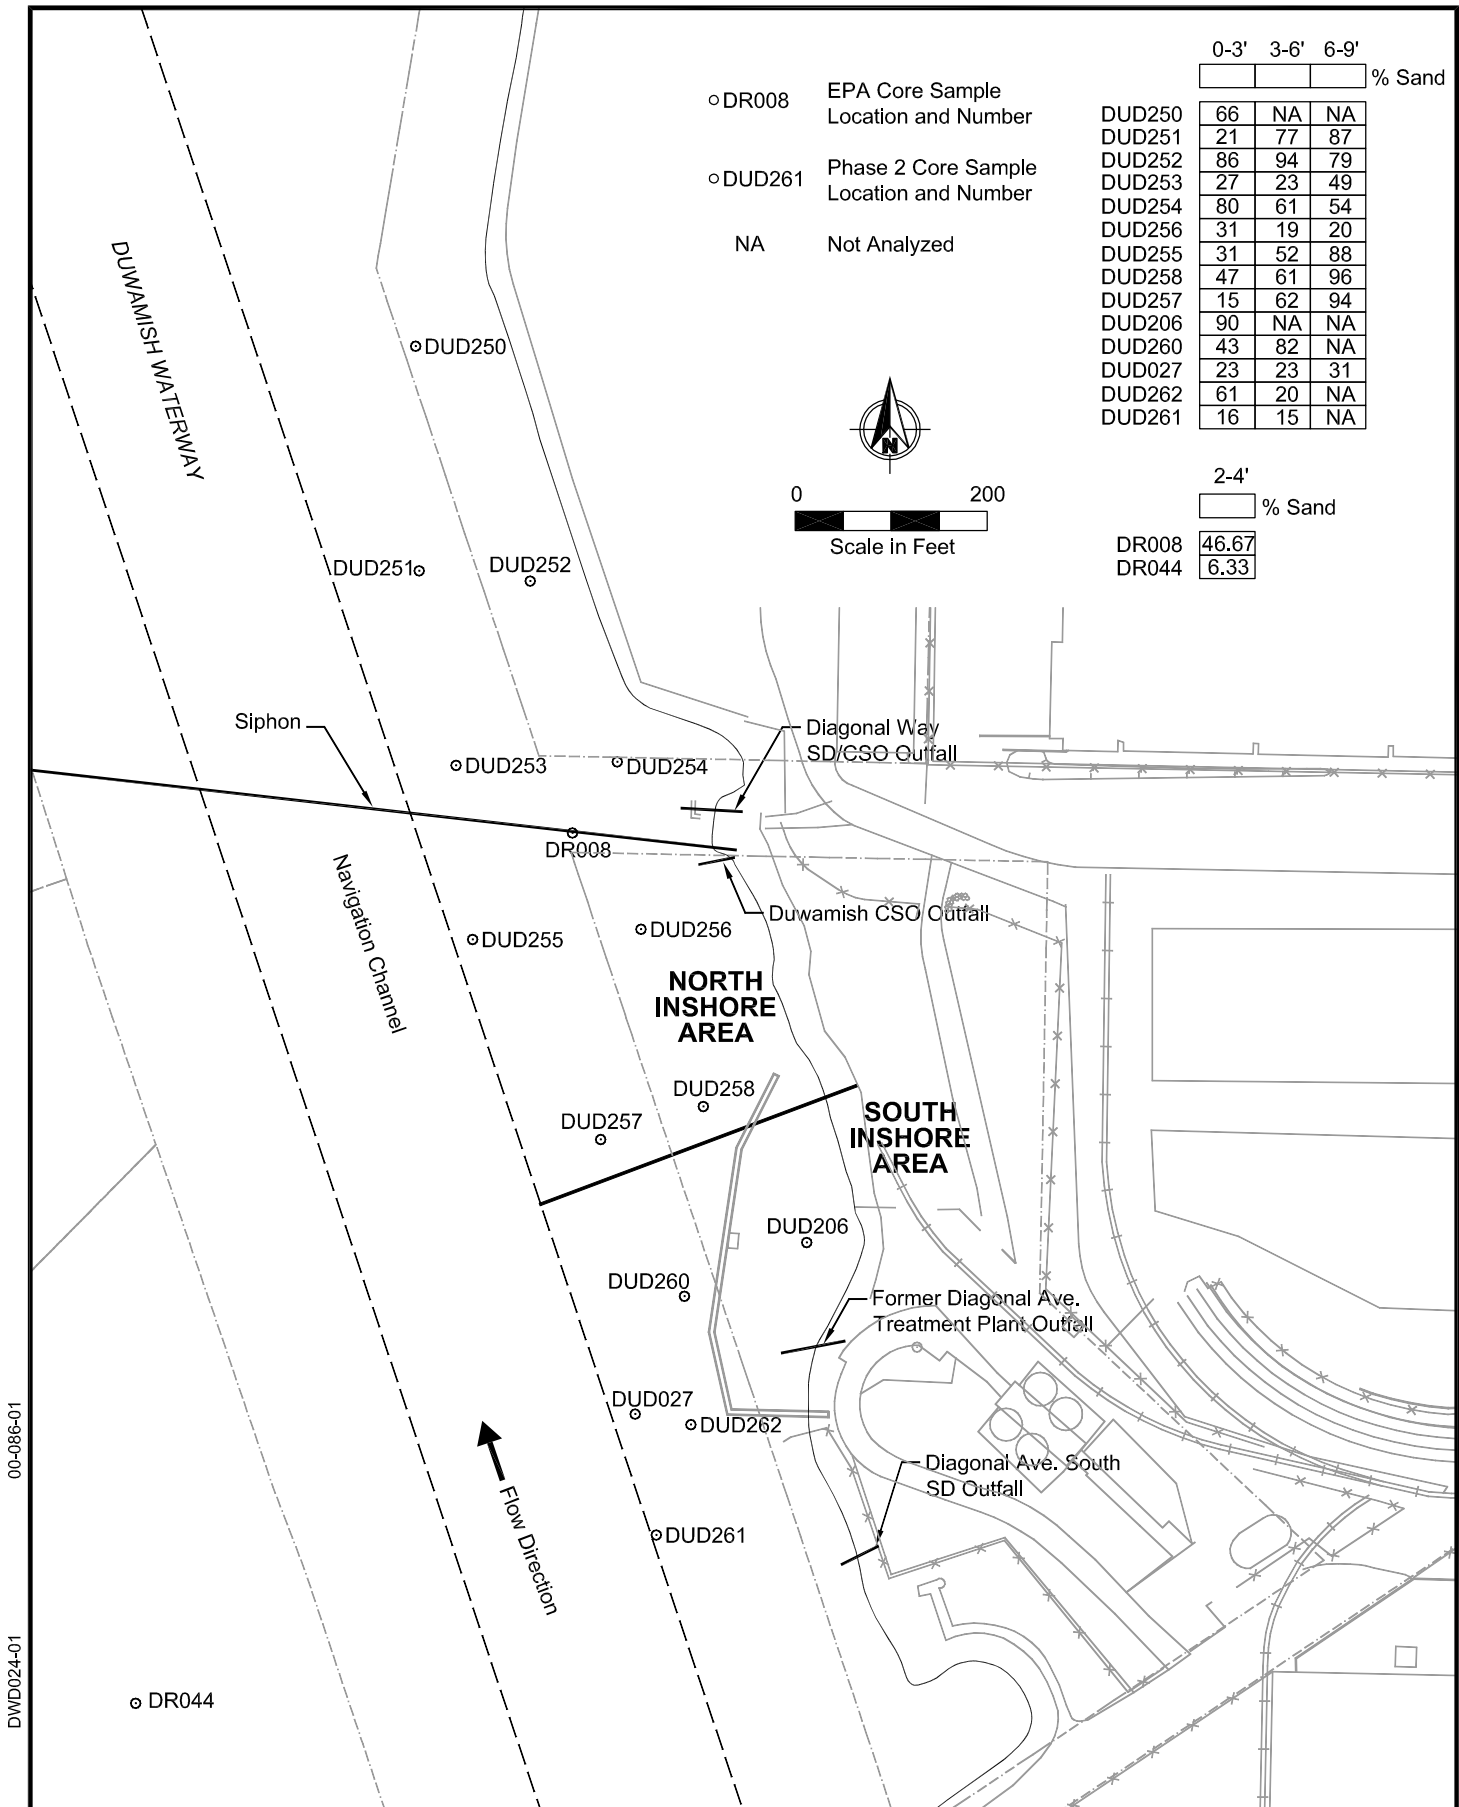 0-3' 3-6' 6-9'
% Sand
DUD250 66 NA NA
DUD251 21 77 87
DUD252 86 94 79
DUD253 27 23 49
DUD254 80 61 54
DUD256 31 19 20
DUD255 31 52 88
DUD258 47 61 96
DUD257 15 62 94
DUD206 90 NA NA
DUD260 43 82 NA
DUD027 23 23 31
DUD262 61 20 NA
DUD261 16 15 NA
2-4'
% Sand
DR008 46.67
DR044 6.33
DR008 EPA Core Sample
Location and Number
DUD261 Phase 2 Core Sample
Location and Number
NA Not Analyzed
N
0 200
Scale in Feet
DUWAMISH WATERWAY
DUD250
DUD251
DUD252
Siphon
Diagonal Way
SD/CSO Outfall
DUD253
DUD254
DR008
Navigation Channel
Duwamish CSO Outfall
DUD255
DUD256
NORTH
INSHORE
AREA
DUD258
DUD257
SOUTH
INSHORE
AREA
DUD206
DUD260
Former Diagonal Ave.
Treatment Plant Outfall
DUD027
DUD262
Diagonal Ave. South
SD Outfall
Flow Direction
DUD261
DR044
00-086-01
DWD024-01